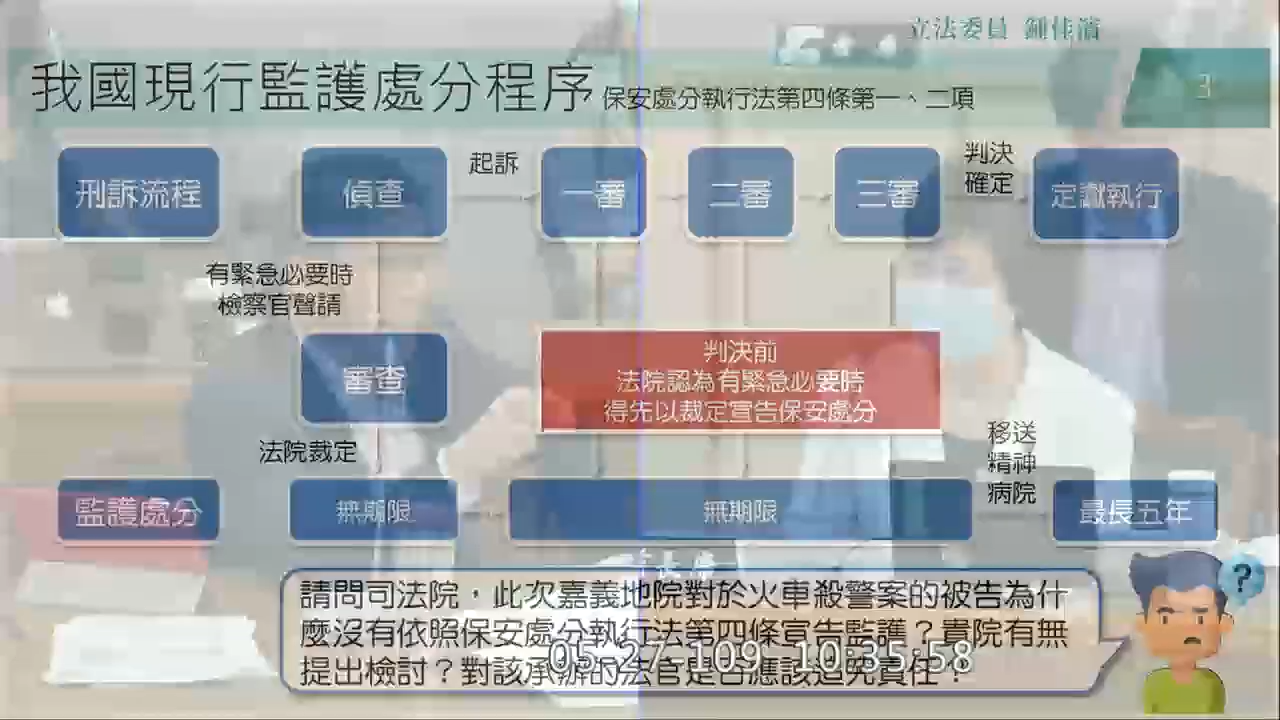 立法委員 鍾佳濱
我國現行監護處分程序 保安處分執行法第四條第一、二項
3
刑訴流程
偵查
起訴
一審
二審
三審
判決
確定
定讞執行
有緊急必要時
檢察官聲請
審查
判決前
法院認為有緊急必要時
得先以裁定宣告保安處分
法院裁定
移送
精神
病院
監護處分
無期限
無期限
最長五年
請問司法院，此次嘉義地院對於火車殺警案的被告為什
麼沒有依照保安處分執行法第四條宣告監護？貴院有無
提出檢討？對該承辦的法官是否應該追究責任？
05 27 109 10:35:58
?